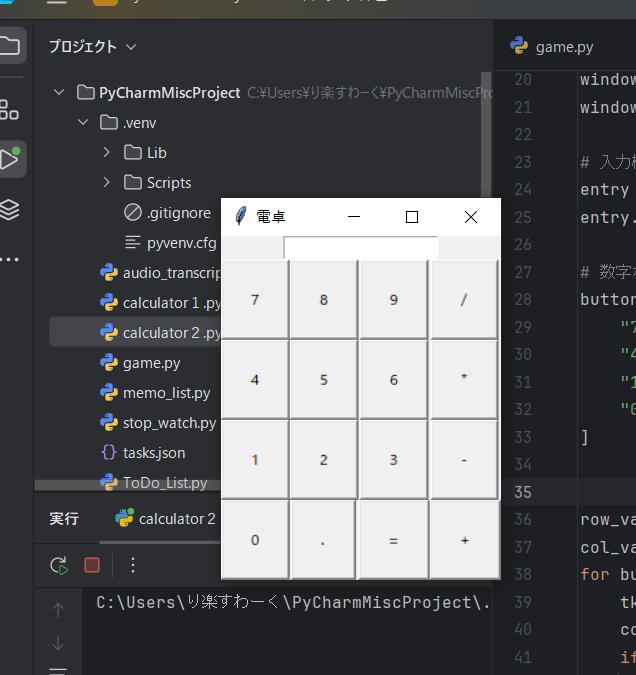 プロジェクト
game.py
PyCharmMiscProject C:¥Users¥り楽すわーく¥PyCharmMiscPro
.venv
Lib
Scripts
.gitignore
pyvenv.cfg
audio_transcrip
calculator 1 .py
calculator 2 .py
game.py
memo_list.py
stop_watch.py
tasks.json
ToDo_List.py
電卓
7 8 9 /
4 5 6 *
1 2 3 -
0 . = +
20 window
21 window
22
23 # 入力
24 entry
25 entry.
26
27 # 数字
28 button
29 "7
30 "4
31 "1
32 "0
33 ]
34
35
36 row_va
37 col_va
38 for bu
39 tk
40 co
41 if
実行
calculator 2
C:\Users\り楽すわーく\PyCharmMiscProject\.